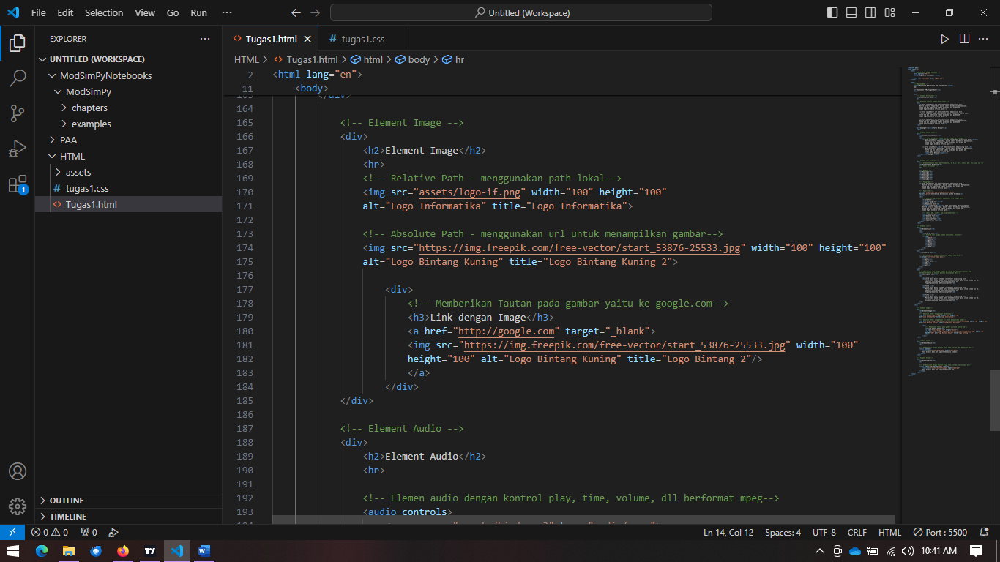 File Edit Selection View Go Run ··· Untitled (Workspace)
EXPLORER ···
UNTITLED (WORKSPACE)
ModSimPyNotebooks
ModSimPy
chapters
examples
PAA
HTML
assets
# tugas1.css
<> Tugas1.html
OUTLINE
TIMELINE
<> Tugas1.html # tugas1.css
HTML > <> Tugas1.html > html > body > hr
2 <html lang="en">
11 <body>
164
165 <!-- Element Image -->
166 <div>
167 <h2>Element Image</h2>
168 <hr>
169 <!-- Relative Path - menggunakan path lokal-->
170 <img src="assets/logo-if.png" width="100" height="100"
171 alt="Logo Informatika" title="Logo Informatika">
172
173 <!-- Absolute Path - menggunakan url untuk menampilkan gambar-->
174 <img src="https://img.freepik.com/free-vector/start_53876-25533.jpg" width="100" height="100"
175 alt="Logo Bintang Kuning" title="Logo Bintang Kuning 2">
176
177 <div>
178 <!-- Memberikan Tautan pada gambar yaitu ke google.com-->
179 <h3>Link dengan Image</h3>
180 <a href="http://google.com" target="_blank">
181 <img src="https://img.freepik.com/free-vector/start_53876-25533.jpg" width="100"
182 height="100" alt="Logo Bintang Kuning" title="Logo Bintang 2"/>
183 </a>
184 </div>
185 </div>
186
187 <!-- Element Audio -->
188 <div>
189 <h2>Element Audio</h2>
190 <hr>
191
192 <!-- Elemen audio dengan kontrol play, time, volume, dll berformat mpeg-->
193 <audio controls>
1
0 0 0 Ln 14, Col 12 Spaces: 4 UTF-8 CRLF HTML Port : 5500
10:41 AM